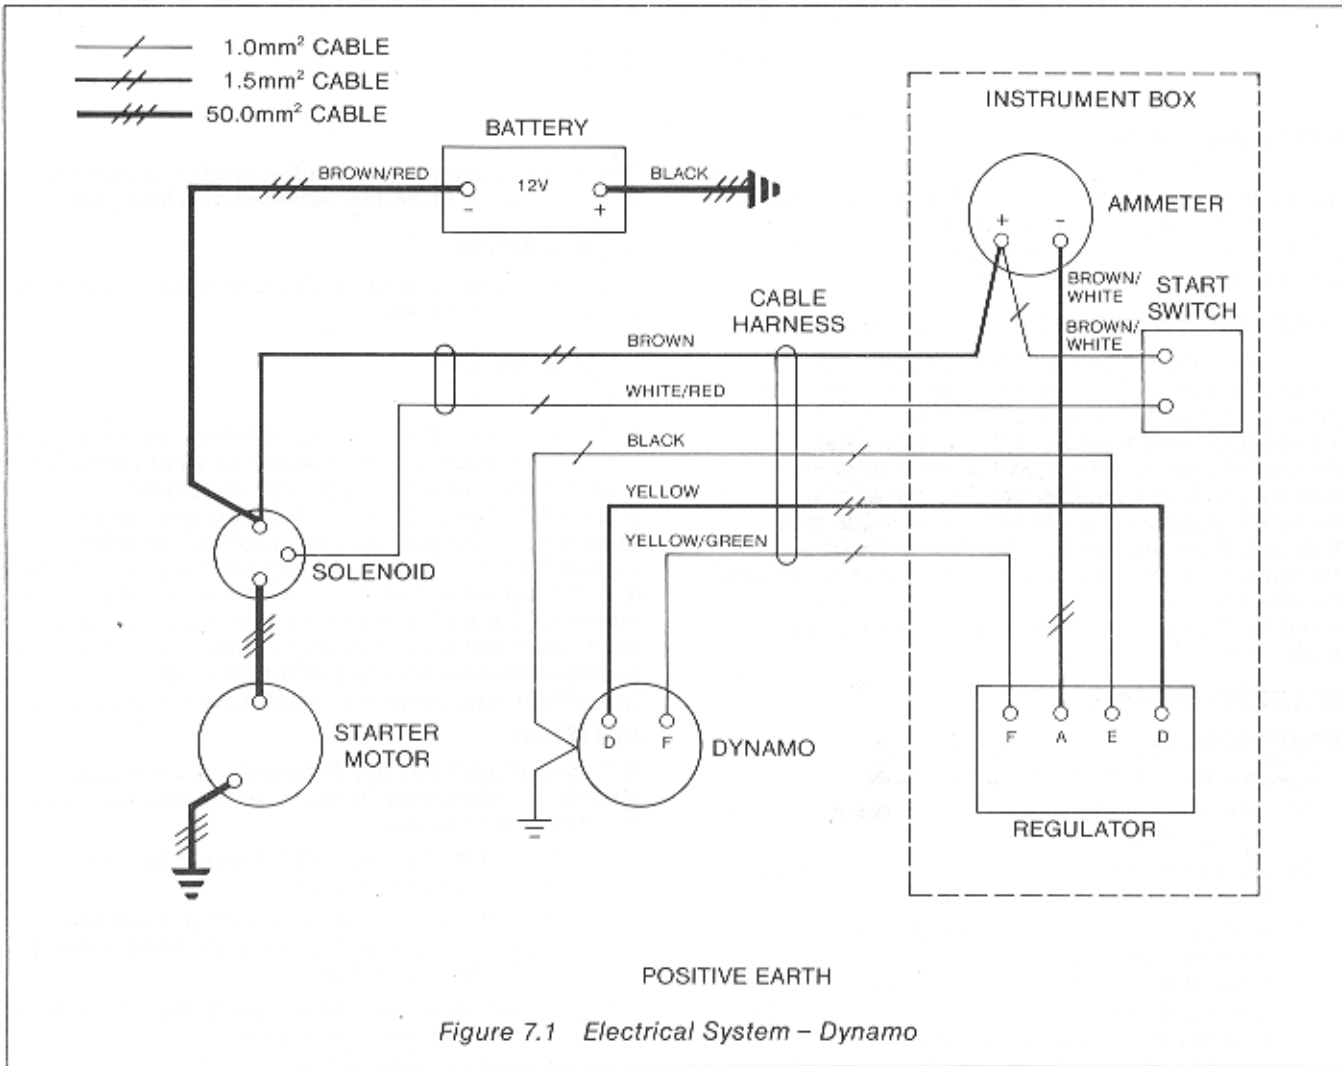 1.0mm² CABLE
1.5mm² CABLE
50.0mm² CABLE
BATTERY
BROWN/RED
12V
BLACK
-
+
INSTRUMENT BOX
AMMETER
+
-
BROWN/
WHITE
START
SWITCH
BROWN/
WHITE
CABLE
HARNESS
BROWN
WHITE/RED
BLACK
YELLOW
YELLOW/GREEN
SOLENOID
STARTER
MOTOR
D
F
DYNAMO
F
A
E
D
REGULATOR
POSITIVE EARTH
Figure 7.1 Electrical System – Dynamo